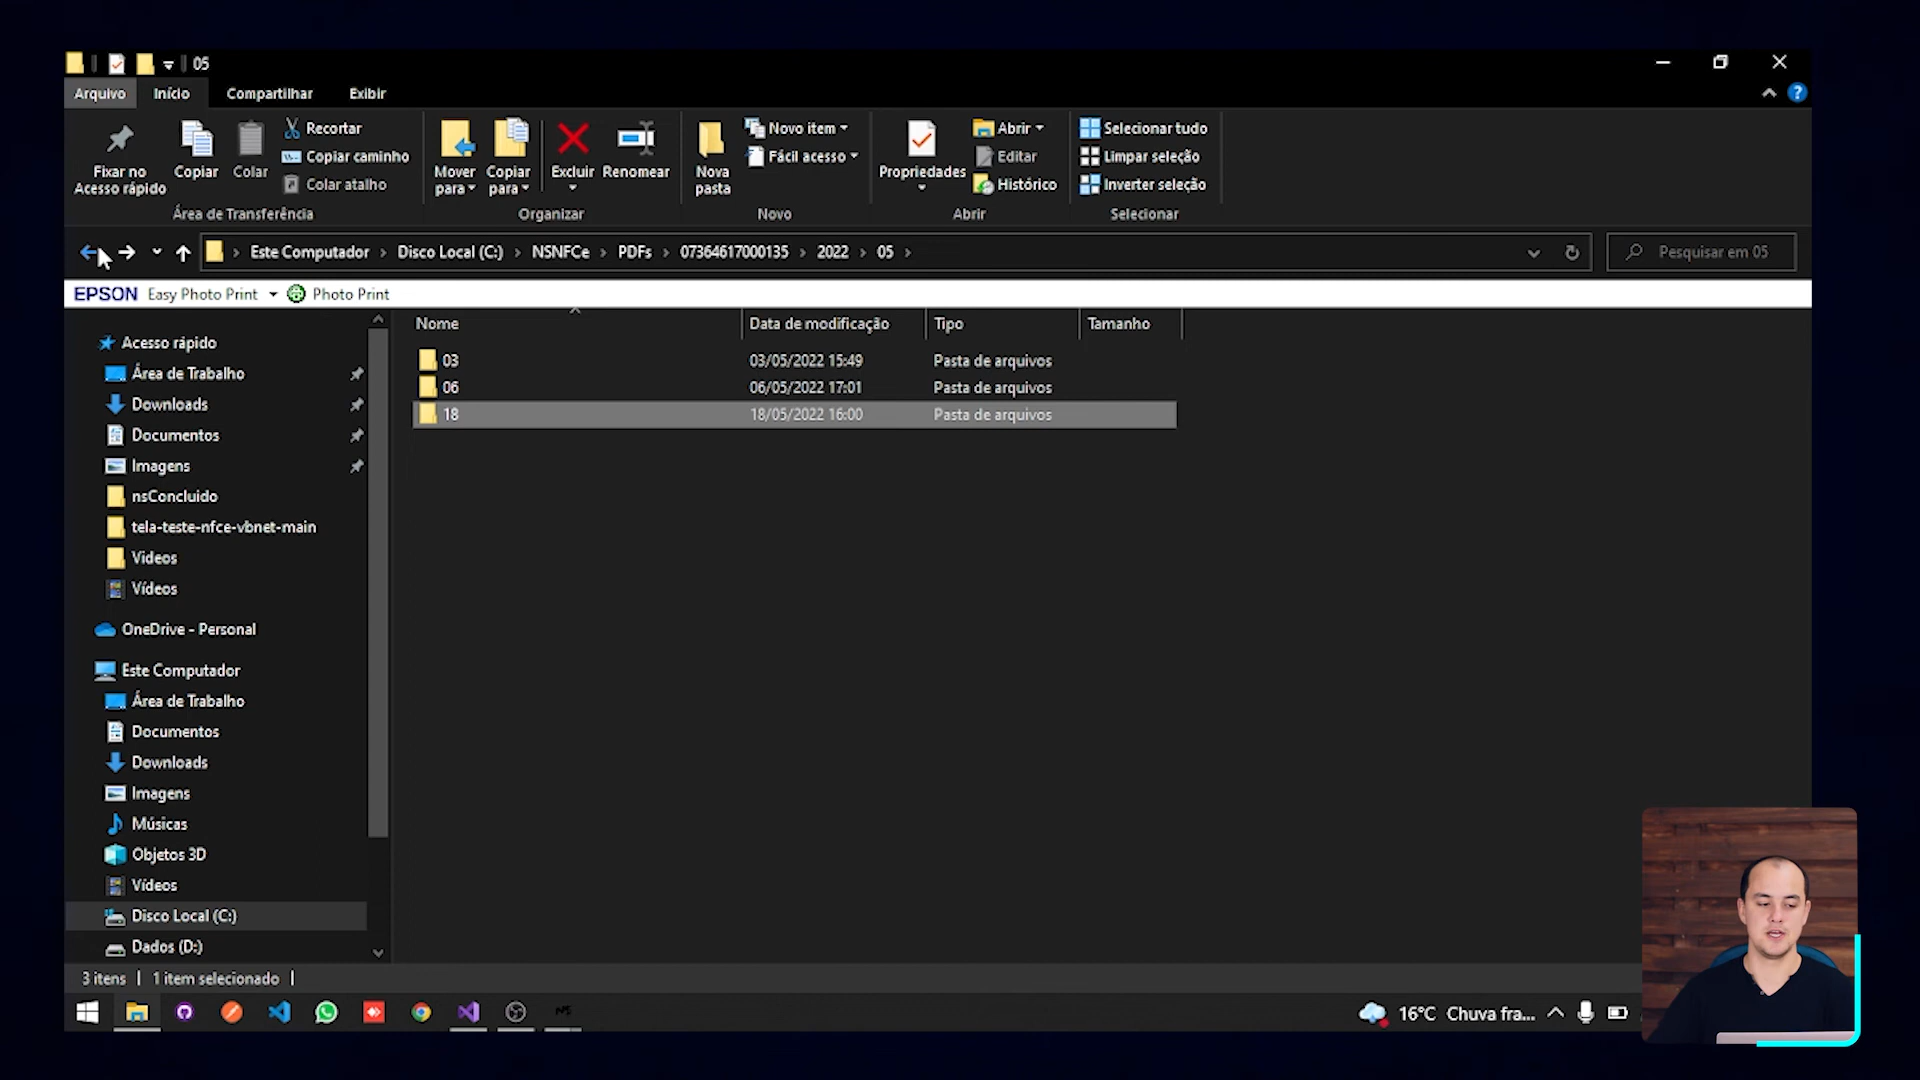 05
Arquivo Início Compartilhar Exibir
Fixar no
Acesso rápido
Copiar
Colar
Recortar
Copiar caminho
Colar atalho
Área de Transferência
Mover
para
Copiar
para
Excluir
Renomear
Organizar
Nova
pasta
Novo item
Fácil acesso
Novo
Propriedades
Abrir
Editar
Histórico
Abrir
Selecionar tudo
Limpar seleção
Inverter seleção
Selecionar
Este Computador › Disco Local (C:) › NSNFCe › PDFs › 07364617000135 › 2022 › 05 ›
Pesquisar em 05
EPSON Easy Photo Print Photo Print
Acesso rápido
Área de Trabalho
Downloads
Documentos
Imagens
nsConcluido
tela-teste-nfce-vbnet-main
Videos
Vídeos
OneDrive - Personal
Este Computador
Área de Trabalho
Documentos
Downloads
Imagens
Músicas
Objetos 3D
Vídeos
Disco Local (C:)
Dados (D:)
Nome Data de modificação Tipo Tamanho
03 03/05/2022 15:49 Pasta de arquivos
06 06/05/2022 17:01 Pasta de arquivos
18 18/05/2022 16:00 Pasta de arquivos
3 itens 1 item selecionado
16°C Chuva fra...